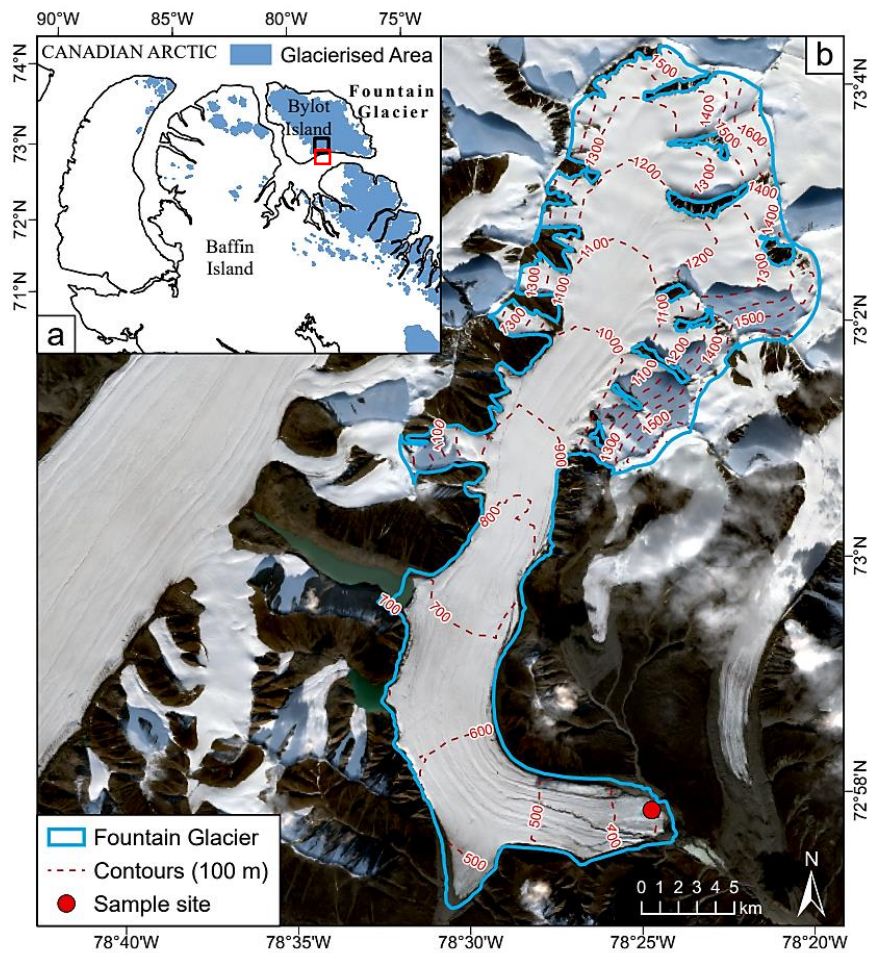 90°W 85°W 80°W 75°W
CANADIAN ARCTIC
Glacierised Area
Bylot
Island
Fountain
Glacier
Baffin
Island
74°N
73°N
72°N
71°N
a
b
73°4'N
73°2'N
73°N
72°58'N
1500
1400
1500
1600
1300
1200
1300
1400
1400
1100
1200
1300
1300
1100
1300
1100
1500
1000
1200
1400
1100
1500
1300
1100
900
800
700
700
600
500
500
400
Fountain Glacier
Contours (100 m)
Sample site
N
0 1 2 3 4 5
km
78°40'W 78°35'W 78°30'W 78°25'W 78°20'W